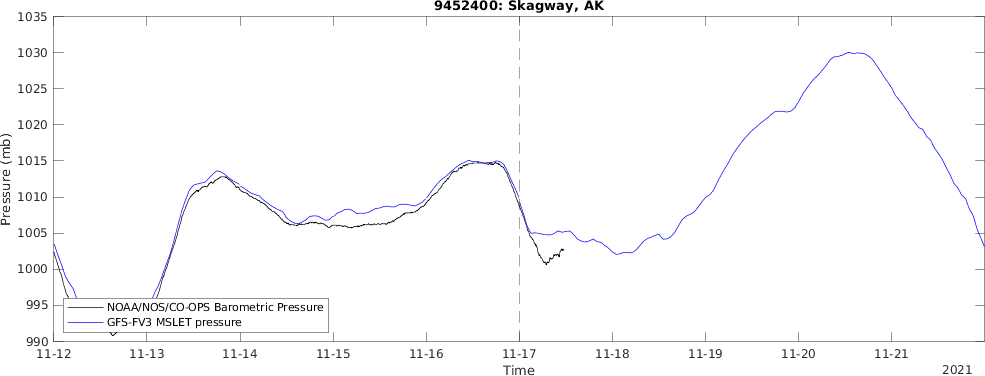 9452400: Skagway, AK
Pressure (mb)
1035
1030
1025
1020
1015
1010
1005
1000
995
990
NOAA/NOS/CO-OPS Barometric Pressure
GFS-FV3 MSLET pressure
11-12 11-13 11-14 11-15 11-16 11-17 11-18 11-19 11-20 11-21
Time
2021